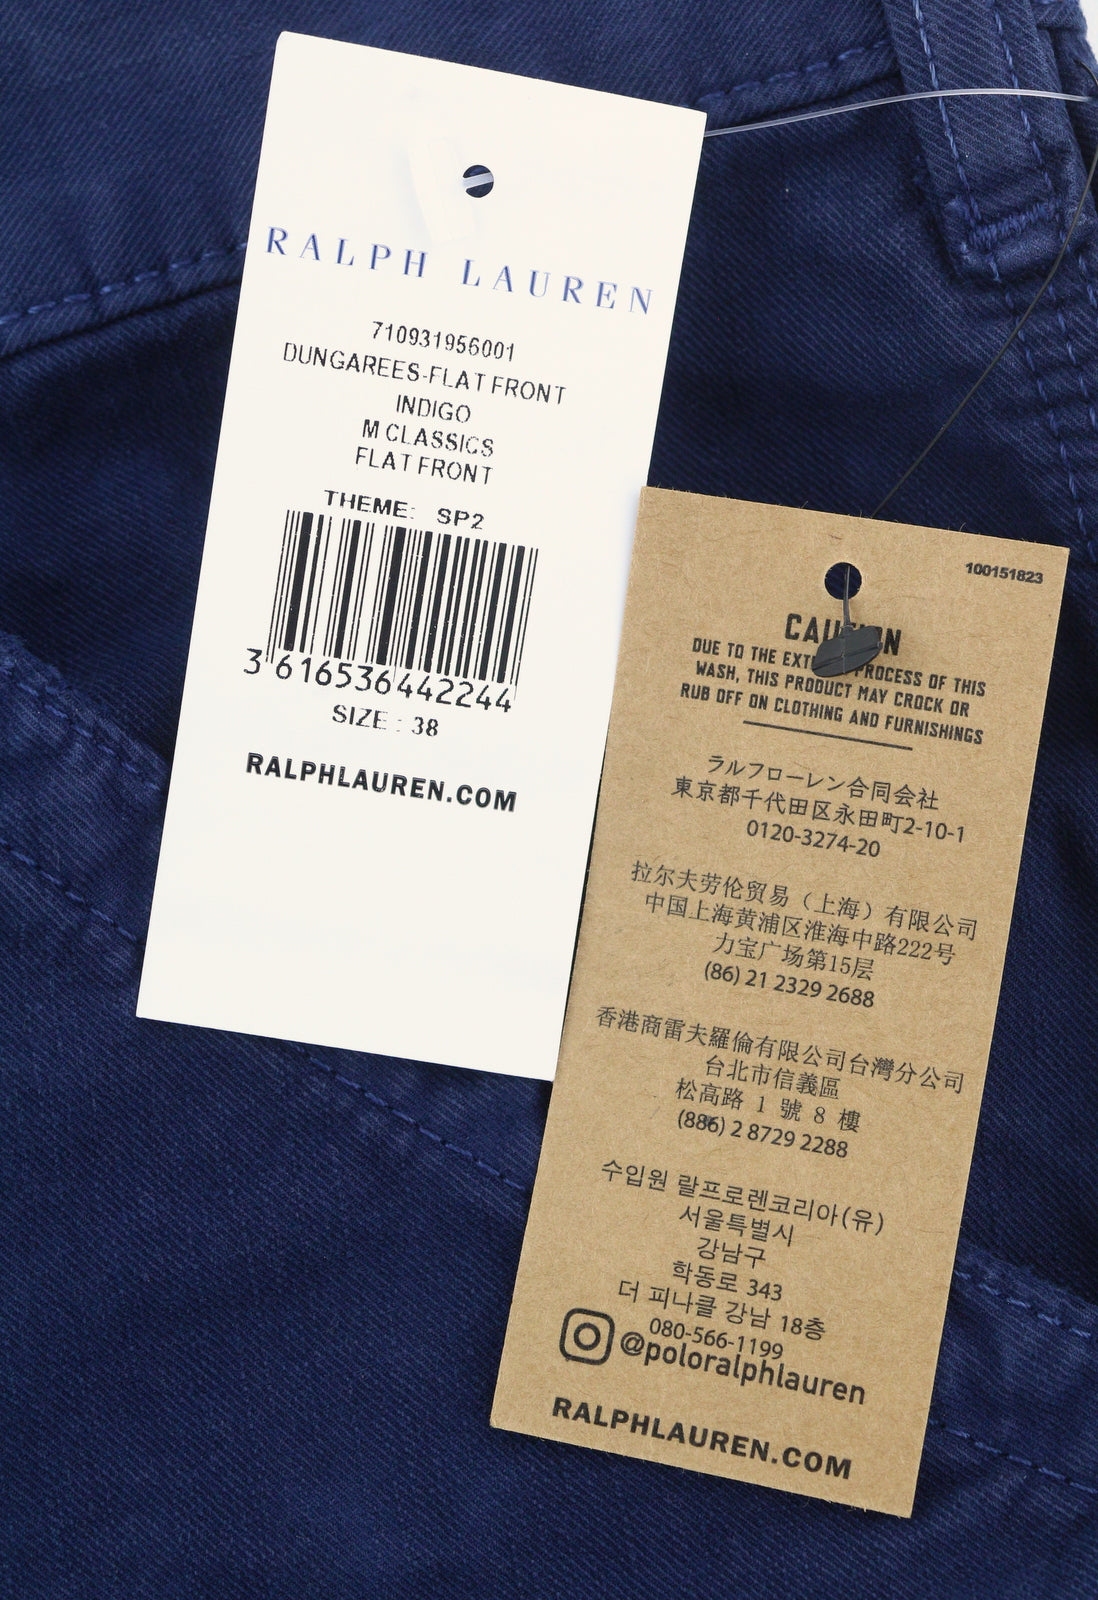 RALPH LAUREN
710931956001
DUNGAREES-FLAT FRONT
INDIGO
M CLASSICS
FLAT FRONT
THEME: SP2
3 616536 442244
SIZE : 38
RALPHLAUREN.COM
100151823
DUE TO THE PROCESS OF THIS
WASH, THIS PRODUCT MAY CROCK OR
RUB OFF ON CLOTHING AND FURNISHINGS
ラルフローレン合同会社
東京都千代田区永田町2-10-1
0120-3274-20
拉尔夫劳伦贸易（上海）有限公司
中国上海黄浦区淮海中路222号
力宝广场第15层
(86) 21 2329 2688
香港商雷夫羅倫有限公司台灣分公司
台北市信義區
松高路 1 號 8 樓
(886) 2 8729 2288
수입원 랄프로렌코리아(유)
서울특별시
강남구
학동로 343
더 피나클 강남 18층
080-566-1199
@poloralphlauren
RALPHLAUREN.COM